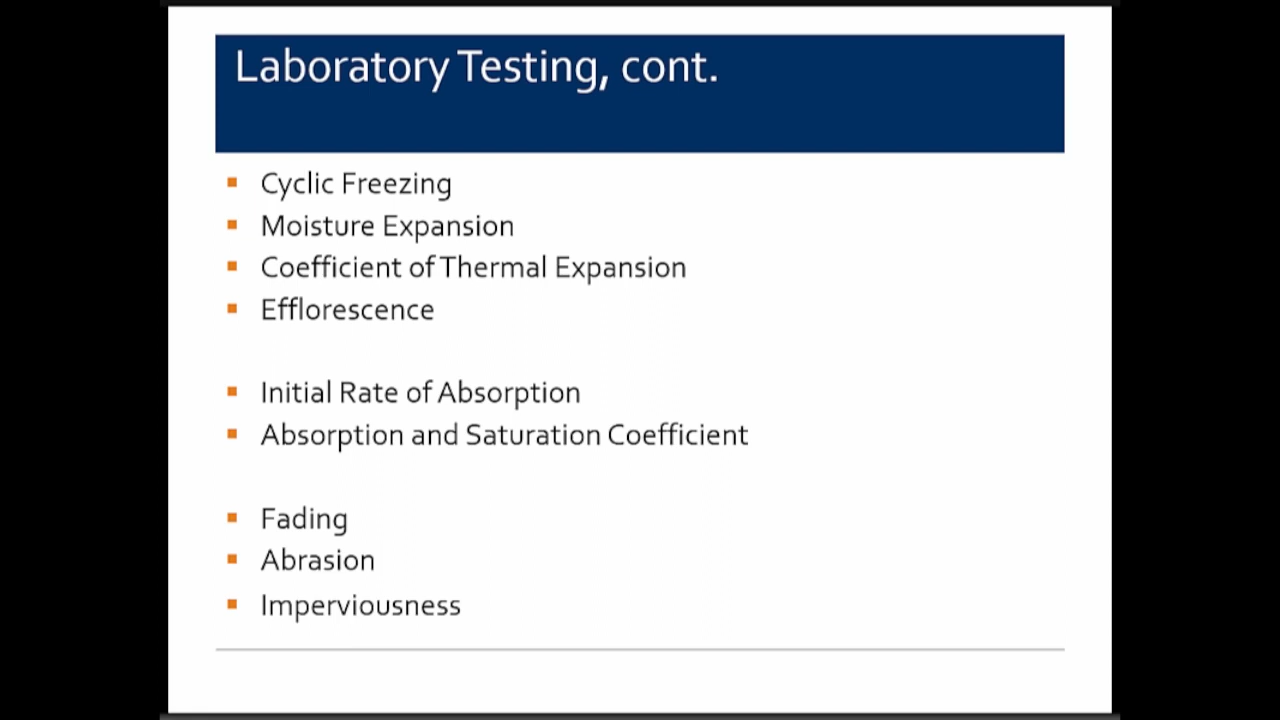 Laboratory Testing, cont.
Cyclic Freezing
Moisture Expansion
Coefficient of Thermal Expansion
Efflorescence
Initial Rate of Absorption
Absorption and Saturation Coefficient
Fading
Abrasion
Imperviousness